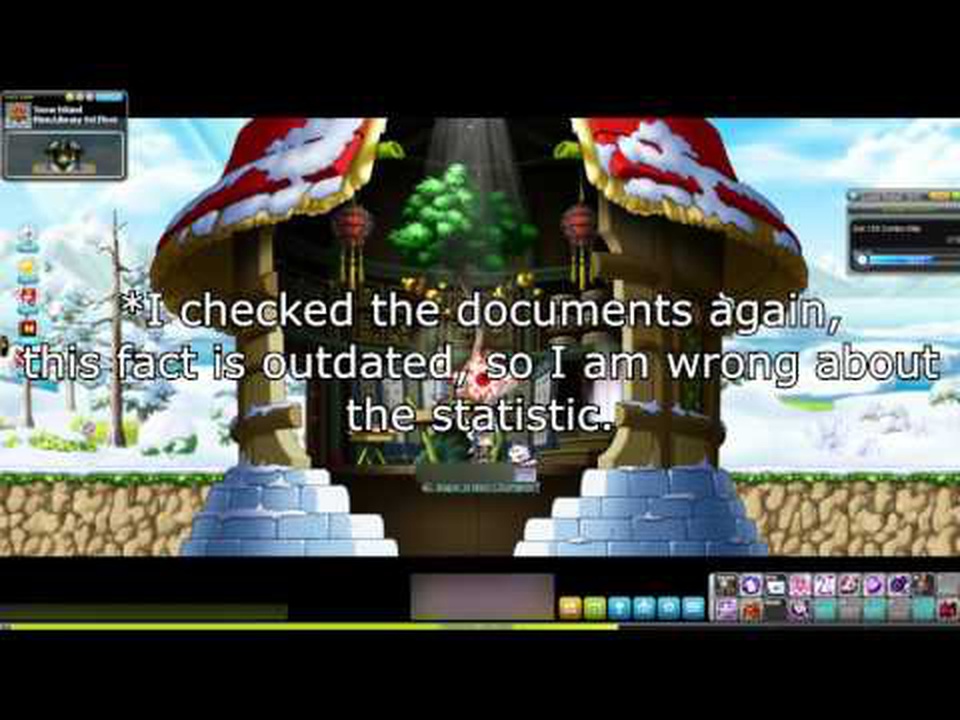 *I checked the documents again,
this fact is outdated, so I am wrong about
the statistic.